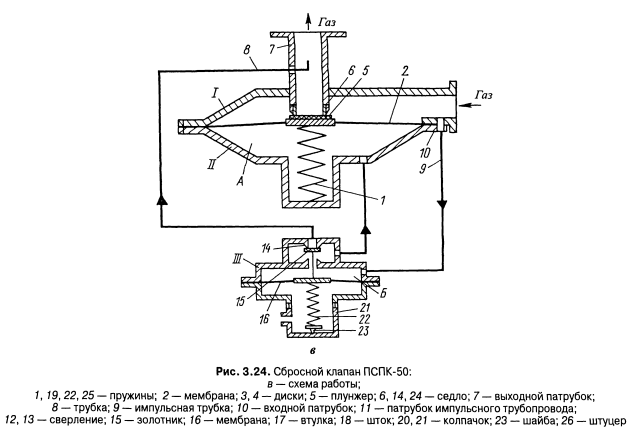 Газ
8
7
6
5
2
Газ
I
II
A
10
9
1
14
III
Б
15
16
21
22
23
в
Рис. 3.24. Сбросной клапан ПСПК-50:
в — схема работы;
1, 19, 22, 25 — пружины; 2 — мембрана; 3, 4 — диски; 5 — плунжер; 6, 14, 24 — седло; 7 — выходной патрубок;
8 — трубка; 9 — импульсная трубка; 10 — входной патрубок; 11 — патрубок импульсного трубопровода;
12, 13 — сверление; 15 — золотник; 16 — мембрана; 17 — втулка; 18 — шток; 20, 21 — колпачок; 23 — шайба; 26 — штуцер